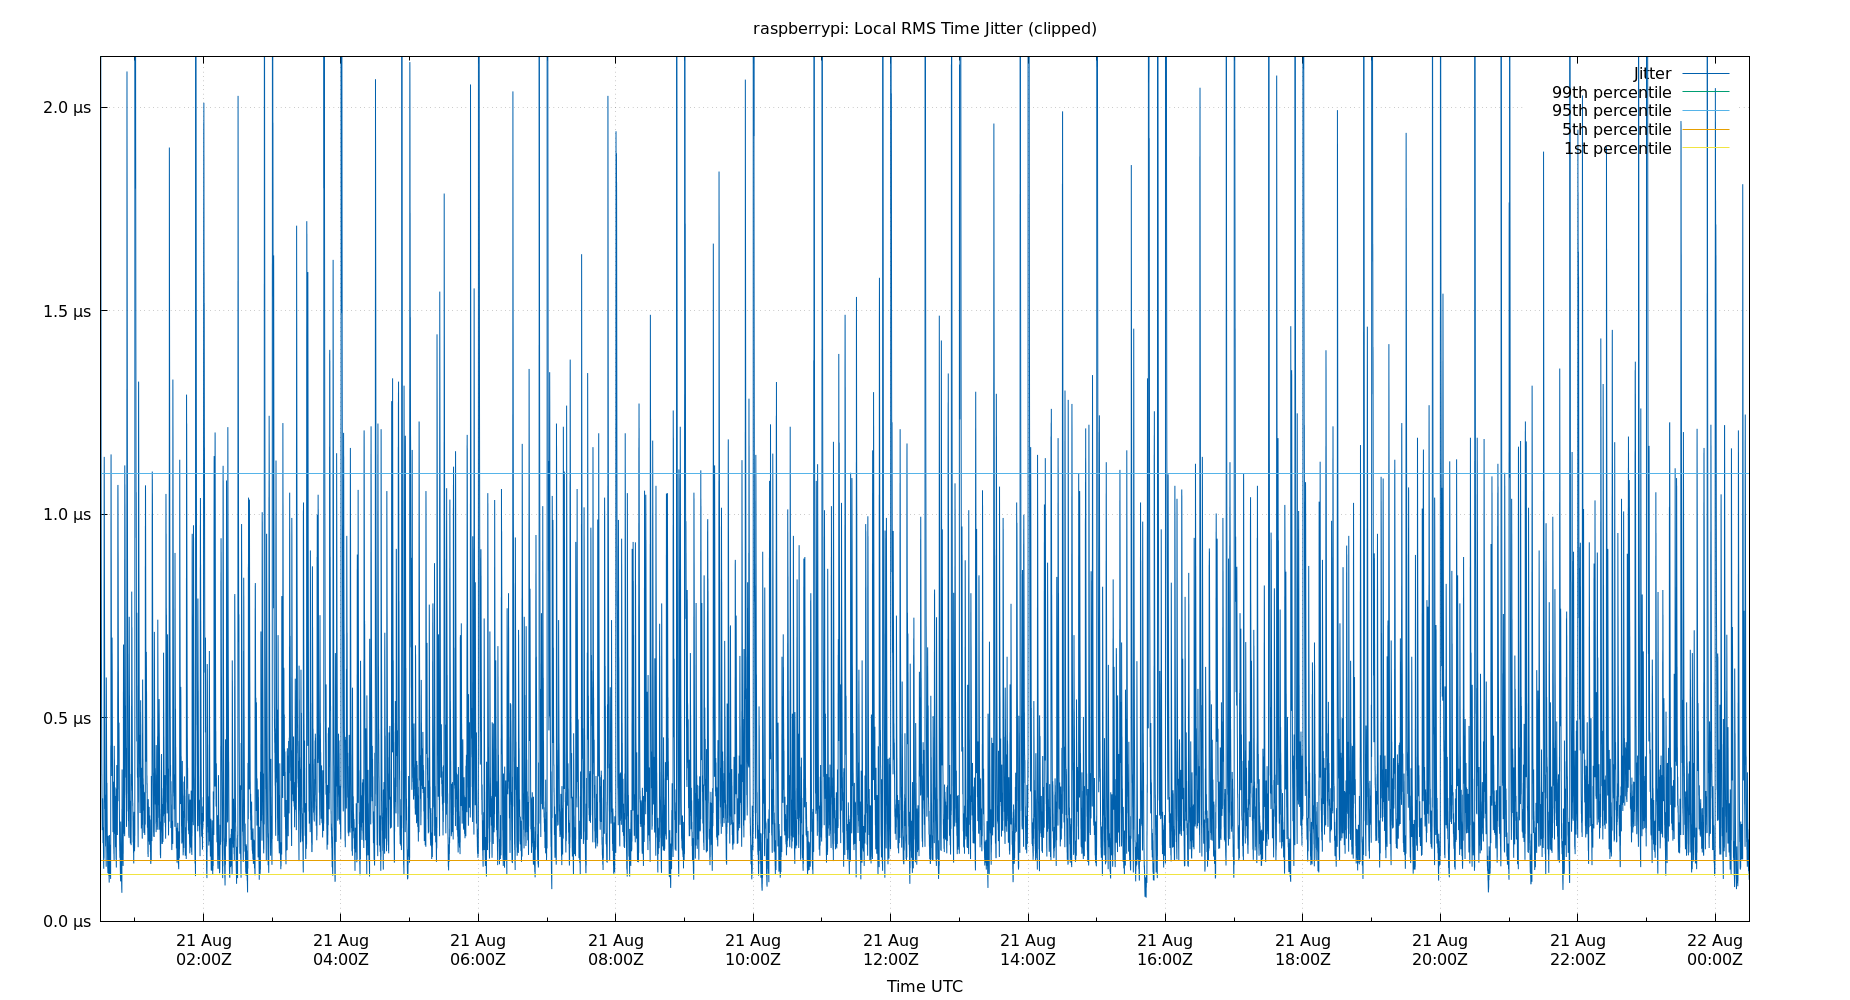 raspberrypi: Local RMS Time Jitter (clipped)
Jitter
99th percentile
95th percentile
5th percentile
1st percentile
2.0 µs
1.5 µs
1.0 µs
0.5 µs
0.0 µs
21 Aug 21 Aug 21 Aug 21 Aug 21 Aug 21 Aug 21 Aug 21 Aug 21 Aug 21 Aug 21 Aug 22 Aug
02:00Z 04:00Z 06:00Z 08:00Z 10:00Z 12:00Z 14:00Z 16:00Z 18:00Z 20:00Z 22:00Z 00:00Z
Time UTC